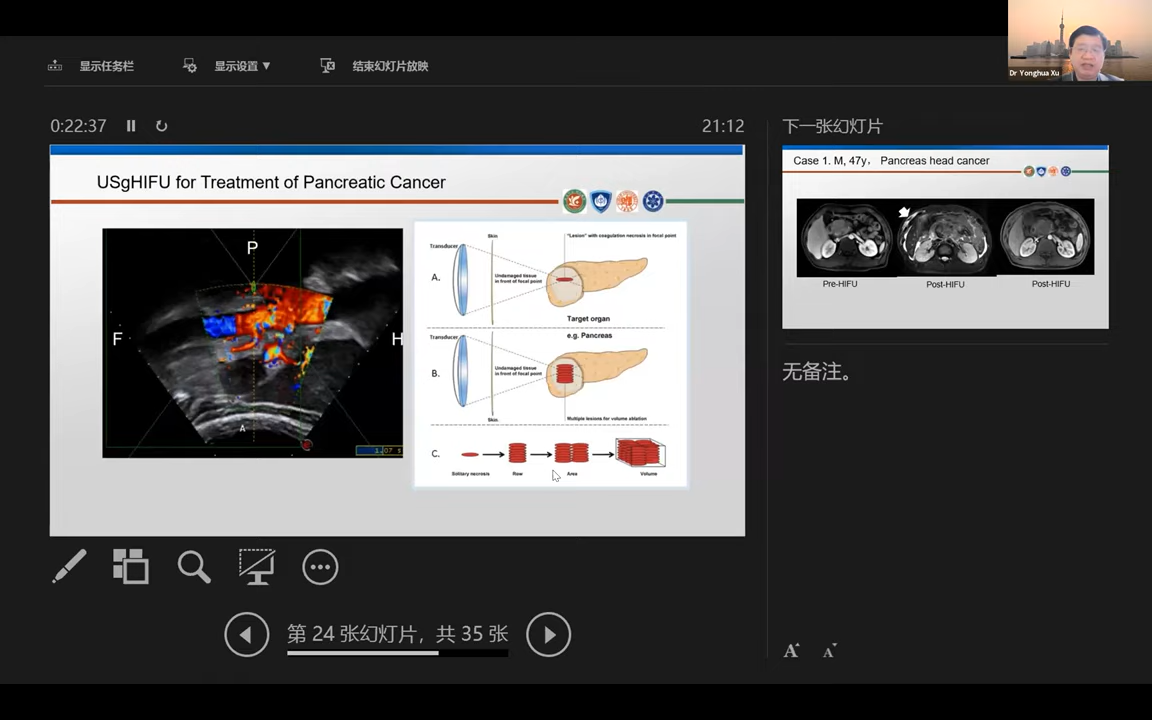 Dr Yonghua Xu
显示任务栏
显示设置 ▼
结束幻灯片放映
0:22:37
21:12
下一张幻灯片
USgHIFU for Treatment of Pancreatic Cancer
P
F
H
A
1.07 s
Skin
"Lesion" with coagulation necrosis in focal point
Transducer
A.
Undamaged tissue
in front of focal point
Target organ
e.g. Pancreas
Transducer
B.
Undamaged tissue
in front of focal point
Skin
Multiple lesions for volume ablation
C.
Solitary necrosis
Row
Area
Volume
Case 1. M, 47y， Pancreas head cancer
Pre-HIFU
Post-HIFU
Post-HIFU
无备注。
第 24 张幻灯片，共 35 张
A
A